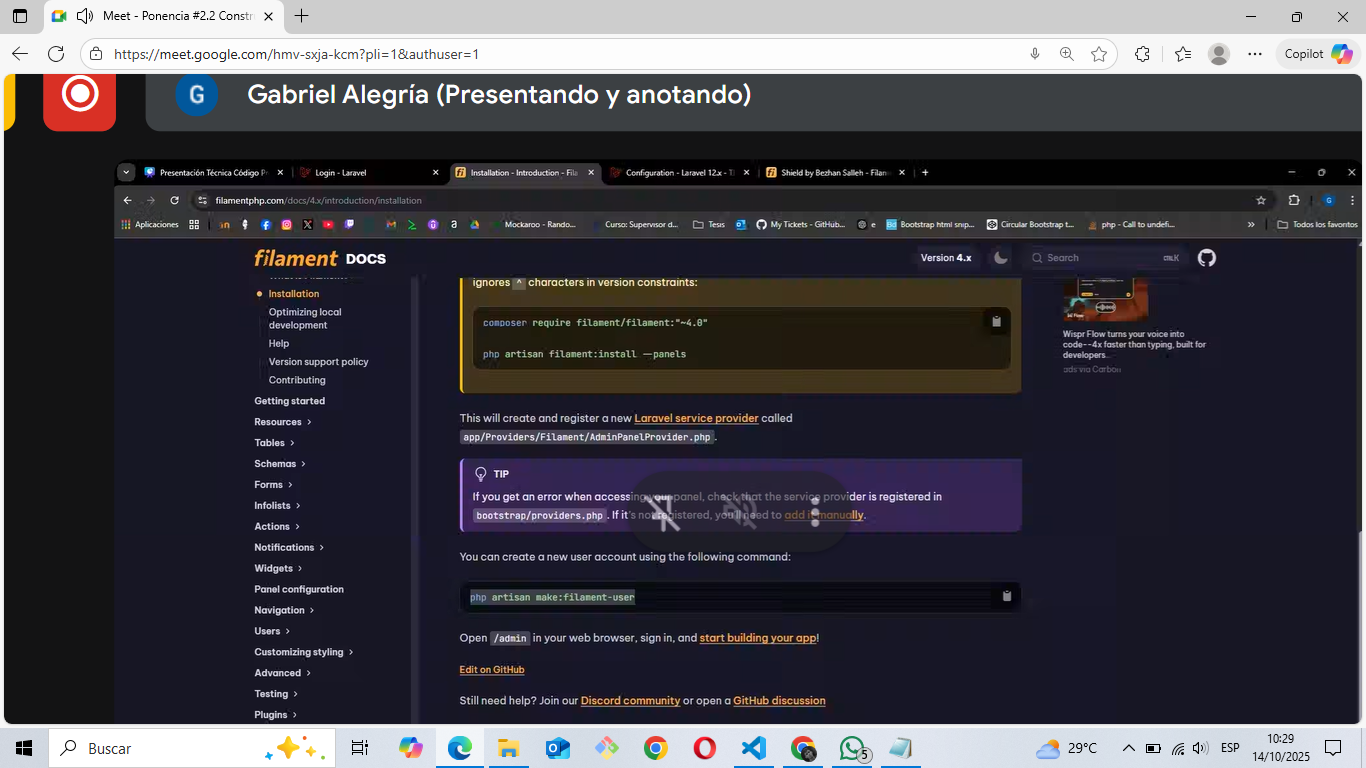 Meet - Ponencia #2.2 Constr
https://meet.google.com/hmv-sxja-kcm?pli=1&authuser=1
Copilot
G
Gabriel Alegría (Presentando y anotando)
Presentación Técnica Código P
Login - Laravel
Installation - Introduction - Fila
Configuration - Laravel 12.x - T
Shield by Bezhan Salleh - Filam
filamentphp.com/docs/4.x/introduction/installation
G
Aplicaciones
in
a
Mockaroo - Rando...
Curso: Supervisor d...
Tesis
My Tickets - GitHub...
e
Bd
Bootstrap html snip...
Circular Bootstrap t...
php - Call to undefi...
»
Todos los favoritos
filament DOCS
Version 4.x
Search
Installation
Optimizing local
development
Help
Version support policy
Contributing
Getting started
Resources
Tables
Schemas
Forms
Infolists
Actions
Notifications
Widgets
Panel configuration
Navigation
Users
Customizing styling
Advanced
Testing
Plugins
ignores ^ characters in version constraints:
composer require filament/filament:"~4.0"
php artisan filament:install --panels
This will create and register a new Laravel service provider called
app/Providers/Filament/AdminPanelProvider.php.
TIP
If you get an error when accessing your panel, check that the service provider is registered in
bootstrap/providers.php. If it's not registered, you'll need to add it manually.
You can create a new user account using the following command:
php artisan make:filament-user
Open /admin in your web browser, sign in, and start building your app!
Edit on GitHub
Still need help? Join our Discord community or open a GitHub discussion
Wispr Flow turns your voice into
code--4x faster than typing, built for
developers.
ads via Carbon
Buscar
5
29°C
ESP
10:29
14/10/2025